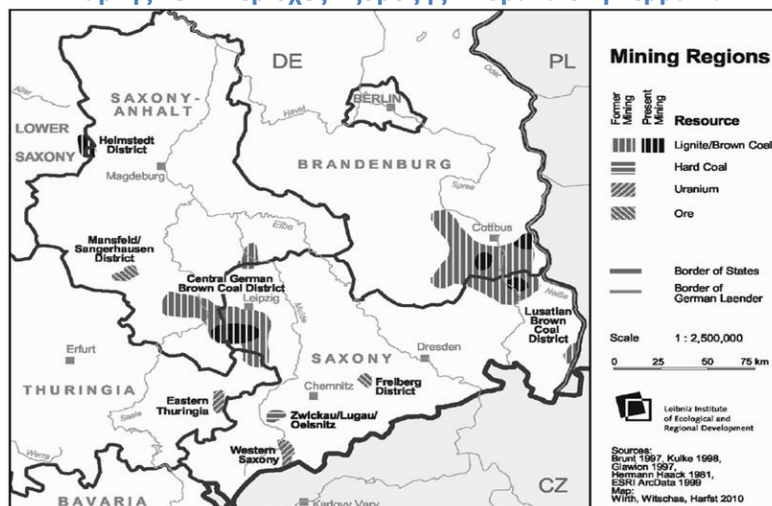 DE
PL
SAXONY-
ANHALT
BERLIN
Oder
Aller
Havel
LOWER
SAXONY
Helmstedt
District
Magdeburg
BRANDENBURG
Spree
Elbe
Cottbus
Mansfeld/
Sangerhausen
District
Central German
Brown Coal District
Leipzig
Mulde
Neiße
Lusatian
Brown
Coal
District
Erfurt
SAXONY
Dresden
THURINGIA
Chemnitz
Freiberg
District
Eastern
Thuringia
Saale
Zwickau/Lugau/
Oelsnitz
Werra
Western
Saxony
BAVARIA
Karlovy Vary
CZ
Mining Regions
Former
Mining
Present
Mining
Resource
Lignite/Brown Coal
Hard Coal
Uranium
Ore
Border of States
Border of
German Laender
Scale
1 : 2,500,000
0 25 50 75 km
Leibniz Institute
of Ecological and
Regional Development
Sources:
Brunt 1997, Kulke 1998,
Glawion 1997,
Hermann Haack 1981,
ESRI ArcData 1999
Map:
Wirth, Witschas, Harfst 2010